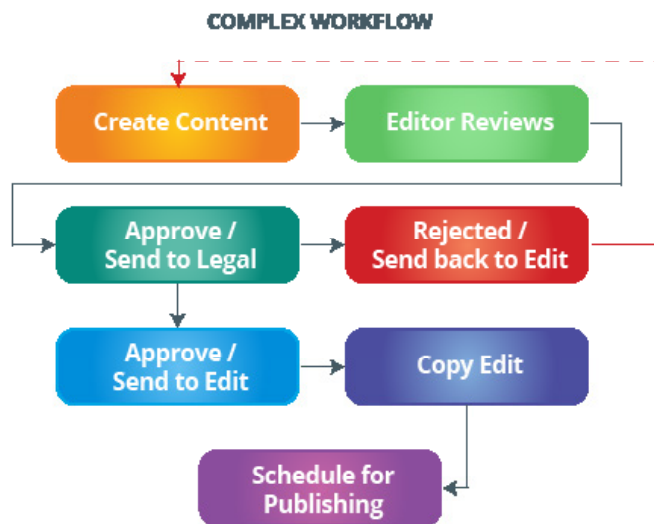 COMPLEX WORKFLOW
Create Content
Editor Reviews
Approve /
Send to Legal
Rejected /
Send back to Edit
Approve /
Send to Edit
Copy Edit
Schedule for
Publishing